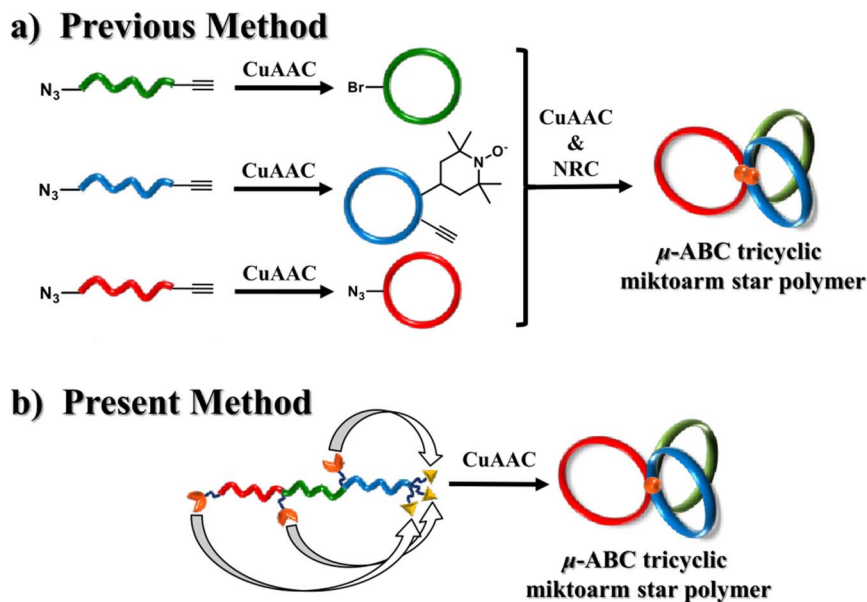 a) Previous Method
N₃ CuAAC Br
CuAAC
&
NRC
N₃ CuAAC N-O·
N₃ CuAAC N₃
μ-ABC tricyclic
miktoarm star polymer
b) Present Method
CuAAC
μ-ABC tricyclic
miktoarm star polymer